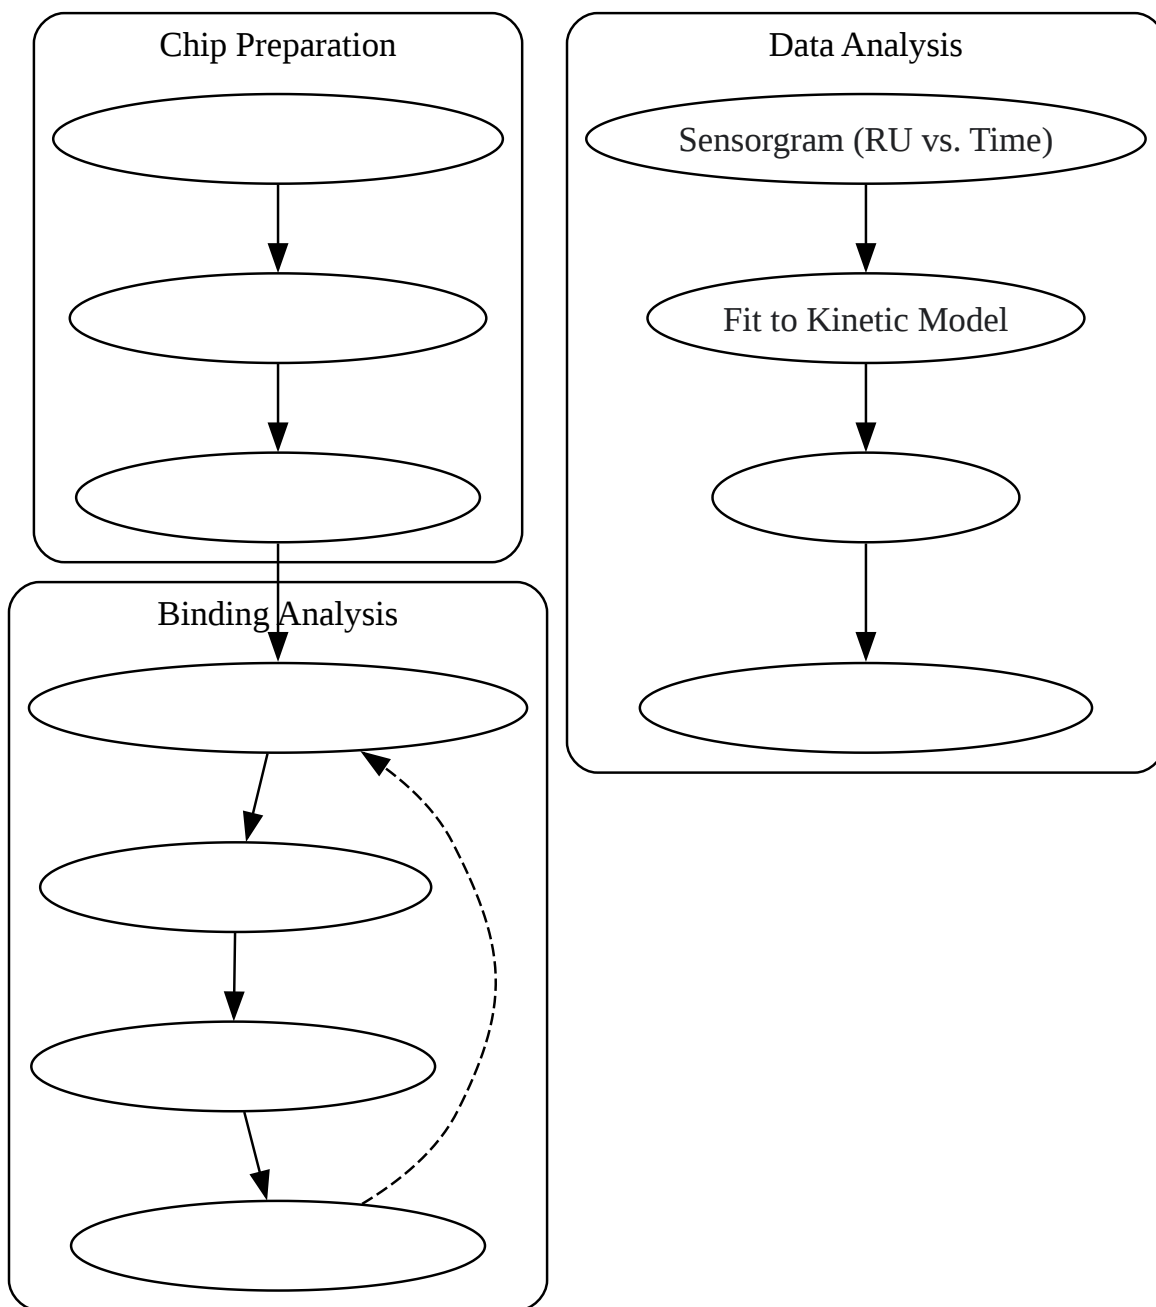 Chip Preparation
Data Analysis
Sensorgram (RU vs. Time)
Fit to Kinetic Model
Binding Analysis